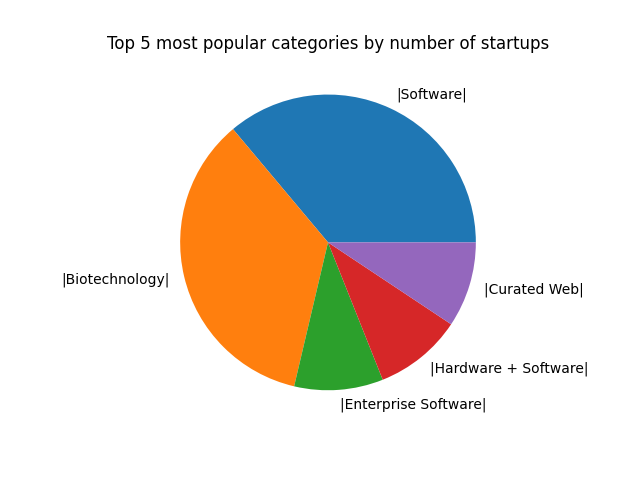 Top 5 most popular categories by number of startups
|Software|
|Biotechnology|
|Curated Web|
|Hardware + Software|
|Enterprise Software|